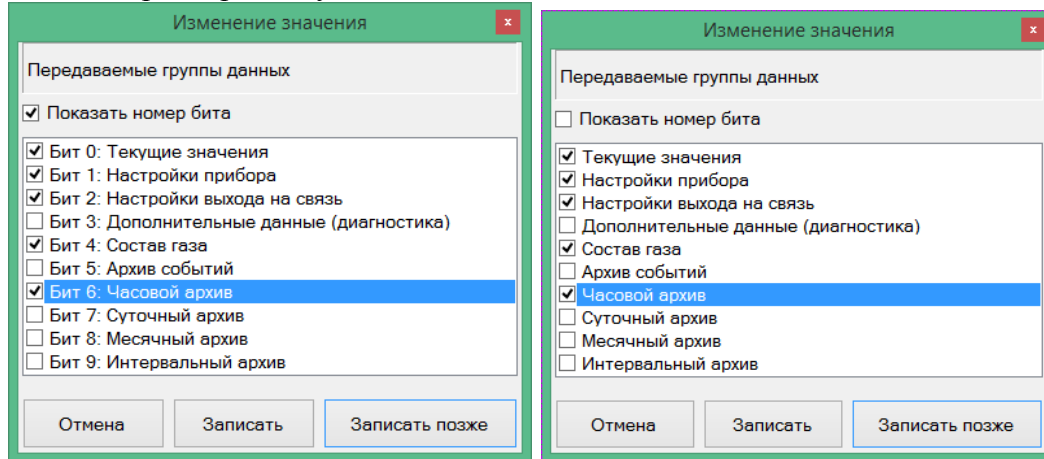 Изменение значения
x
Передаваемые группы данных
Показать номер бита
Бит 0: Текущие значения
Бит 1: Настройки прибора
Бит 2: Настройки выхода на связь
Бит 3: Дополнительные данные (диагностика)
Бит 4: Состав газа
Бит 5: Архив событий
Бит 6: Часовой архив
Бит 7: Суточный архив
Бит 8: Месячный архив
Бит 9: Интервальный архив
Отмена Записать Записать позже
Изменение значения
x
Передаваемые группы данных
Показать номер бита
Текущие значения
Настройки прибора
Настройки выхода на связь
Дополнительные данные (диагностика)
Состав газа
Архив событий
Часовой архив
Суточный архив
Месячный архив
Интервальный архив
Отмена Записать Записать позже